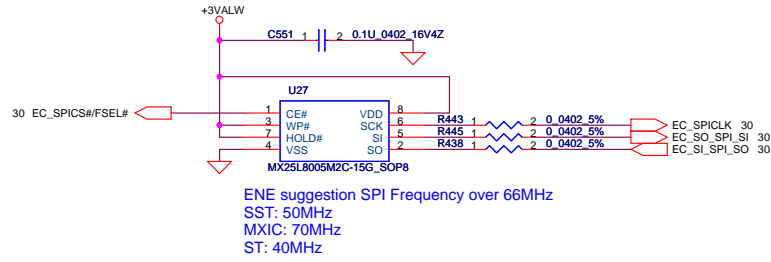 +3VALW
C551 1 2 0.1U_0402_16V4Z
U27
30 EC_SPICS#/FSEL# 1 CE# VDD 8
3 WP# SCK 6 R443 1 2 0_0402_5% EC_SPICLK 30
7 HOLD# SI 5 R445 1 2 0_0402_5% EC_SO_SPI_SI 30
4 VSS SO 2 R438 1 2 0_0402_5% EC_SI_SPI_SO 30
MX25L8005M2C-15G_SOP8
ENE suggestion SPI Frequency over 66MHz
SST: 50MHz
MXIC: 70MHz
ST: 40MHz